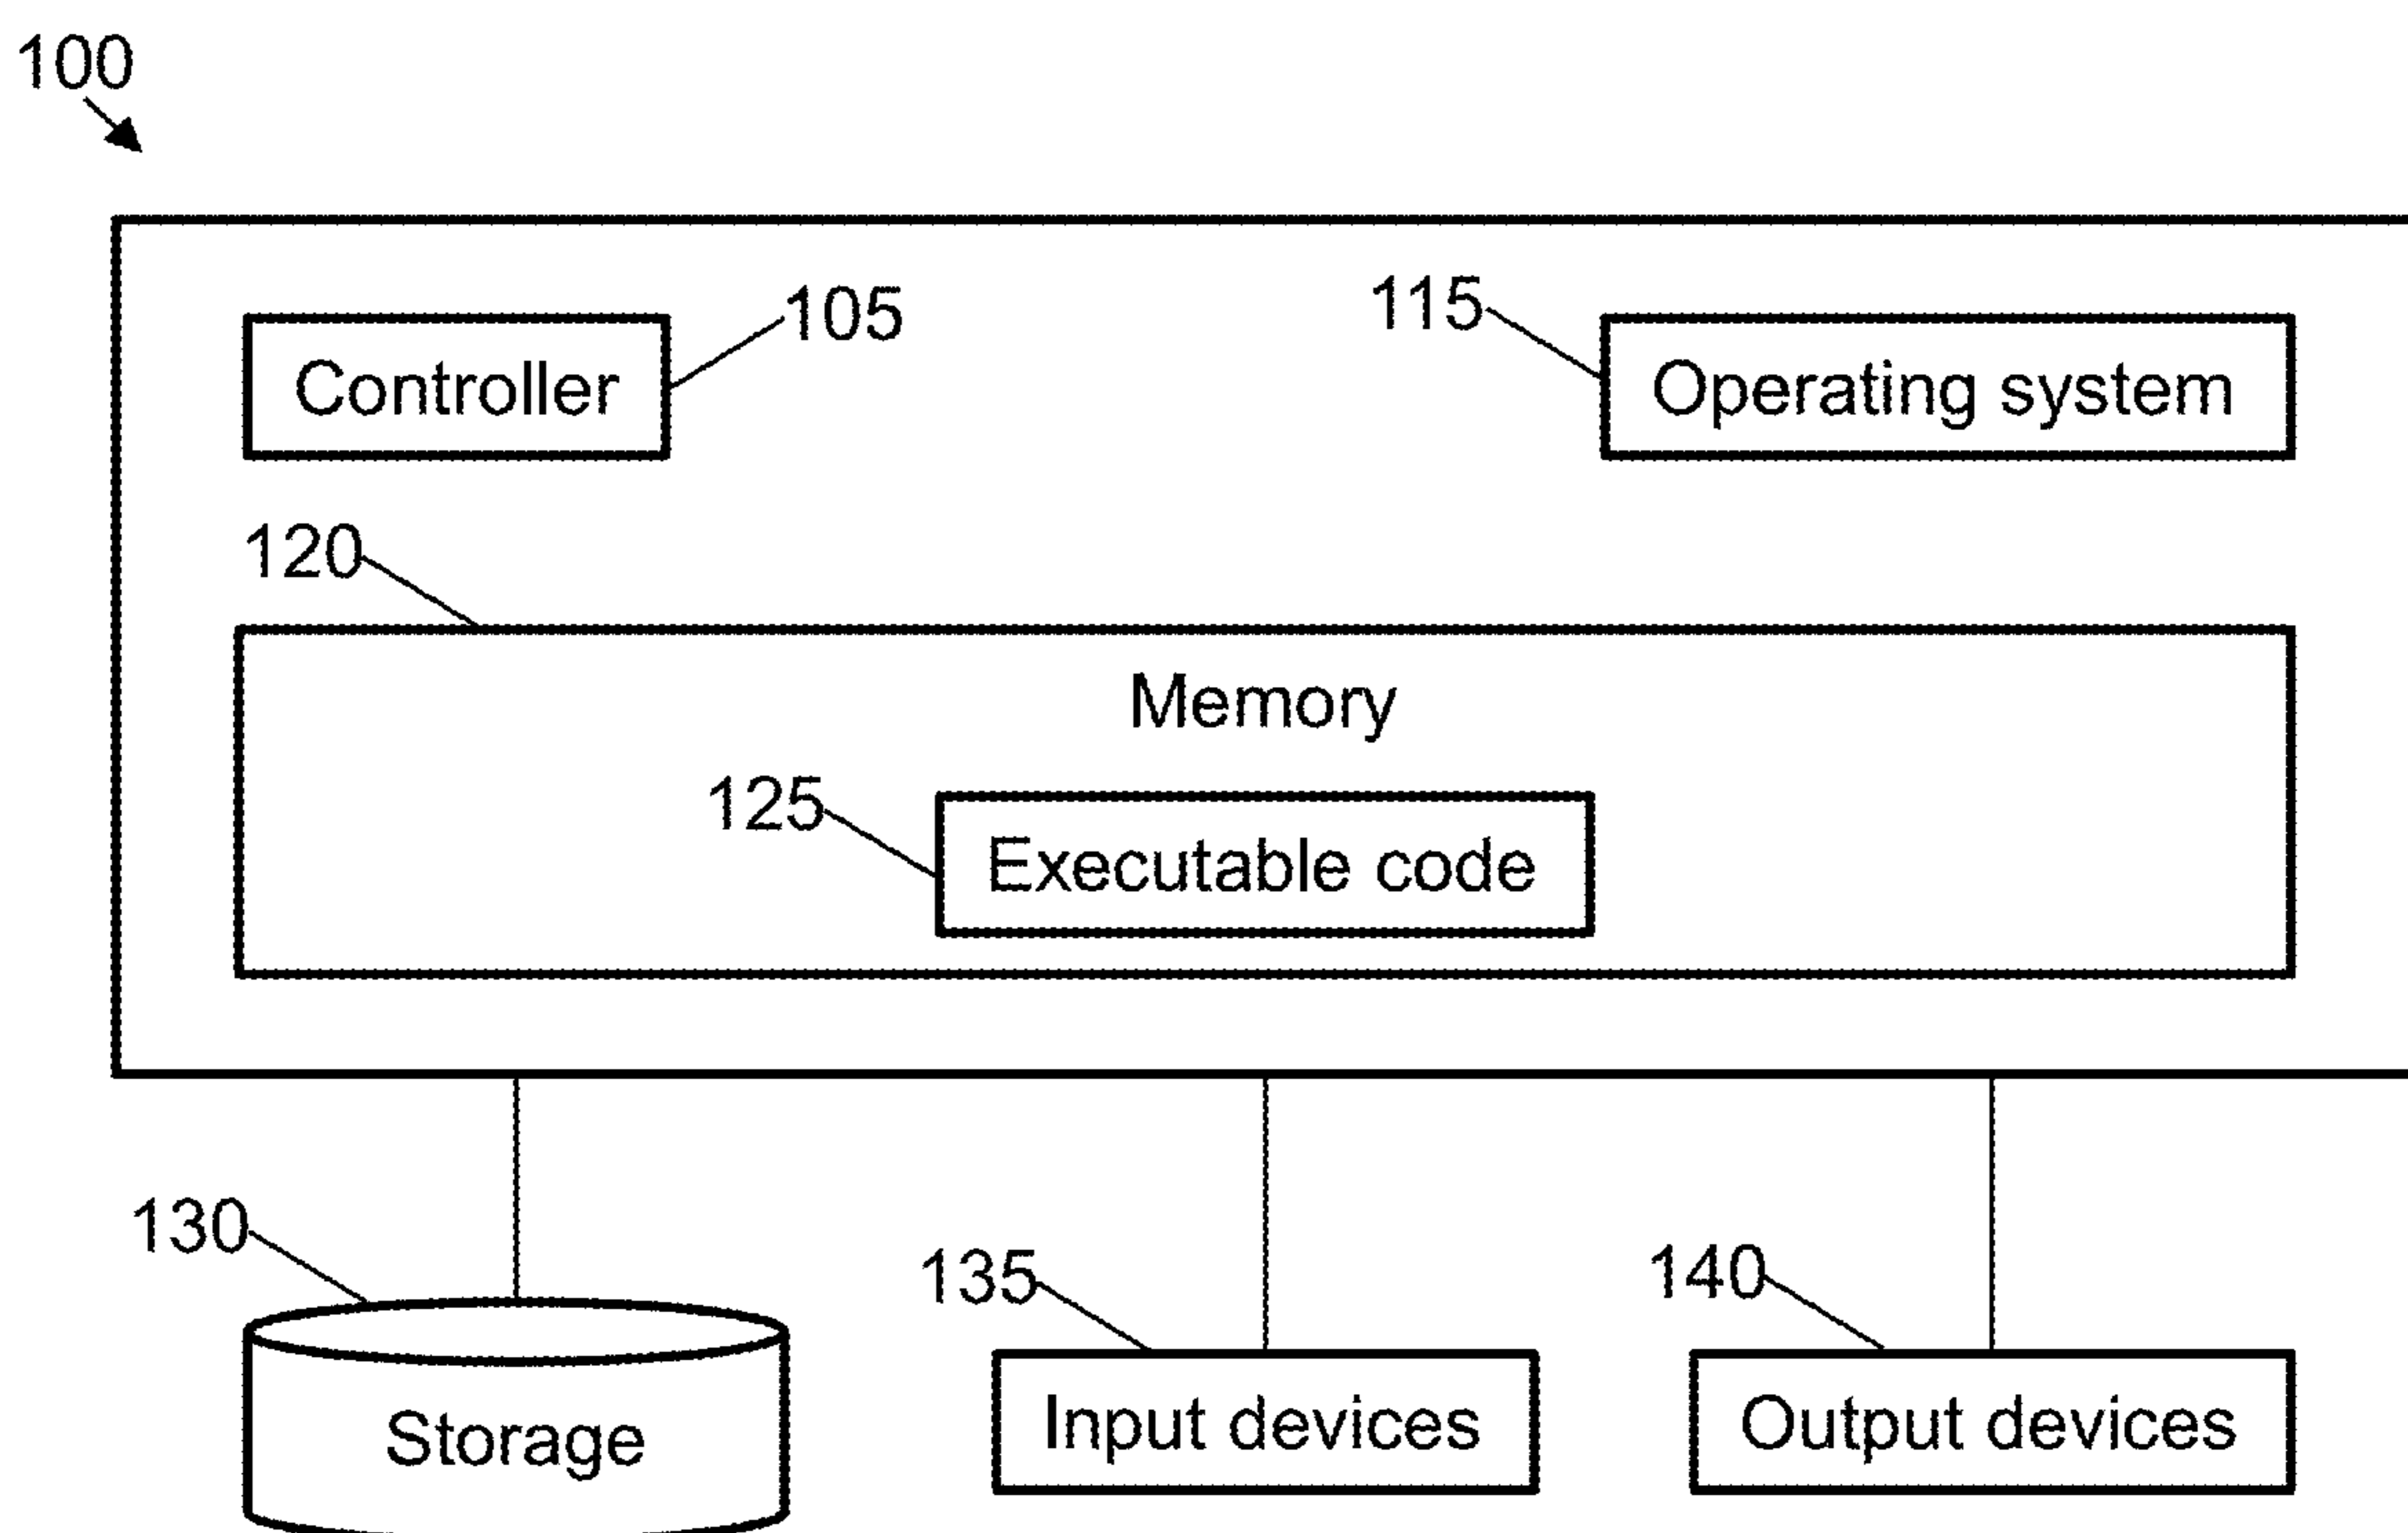 100
105
115
Controller
Operating system
120
Memory
125
Executable code
130
135
140
Storage
Input devices
Output devices